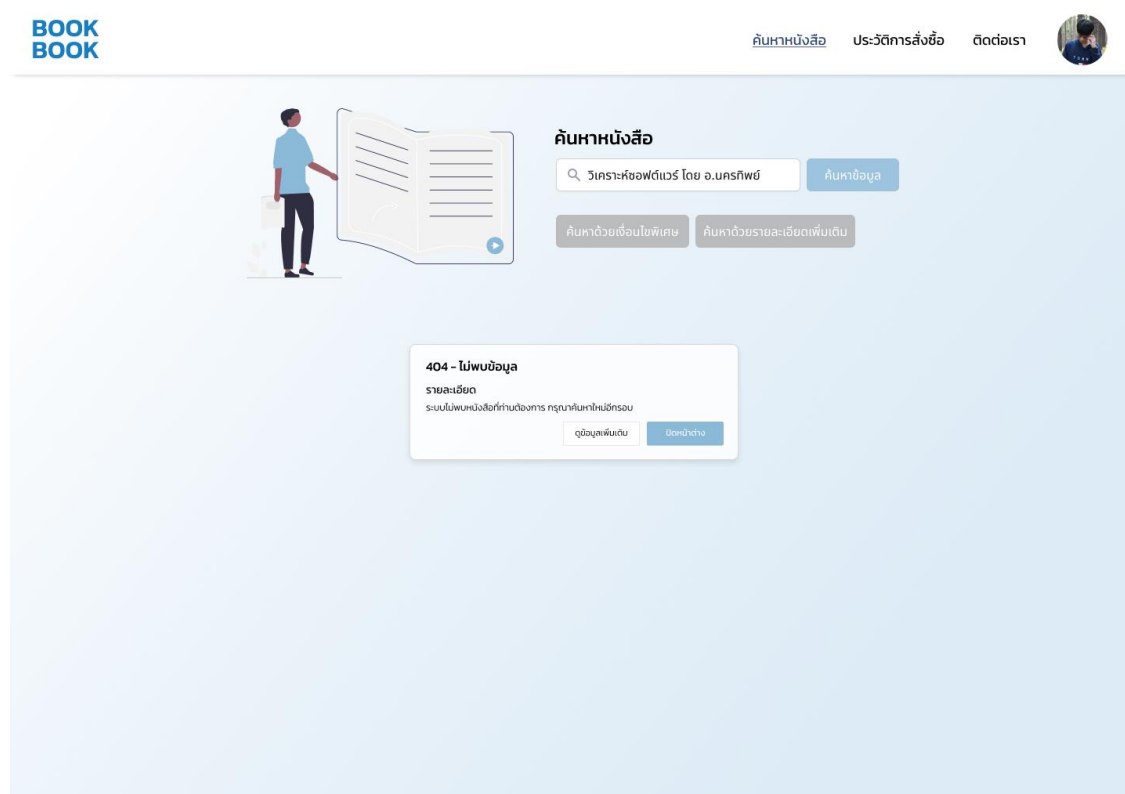 BOOK
BOOK
ค้นหาหนังสือ ประวัติการสั่งซื้อ ติดต่อเรา
ค้นหาหนังสือ
วิเคราะห์ซอฟต์แวร์ โดย อ.นครทิพย์ ค้นหาข้อมูล
ค้นหาด้วยเงื่อนไขพิเศษ ค้นหาด้วยรายละเอียดเพิ่มเติม
404 - ไม่พบข้อมูล
รายละเอียด
ระบบไม่พบหนังสือที่ท่านต้องการ กรุณาค้นหาใหม่อีกรอบ
ดูข้อมูลเพิ่มเติม ปิดหน้าต่าง